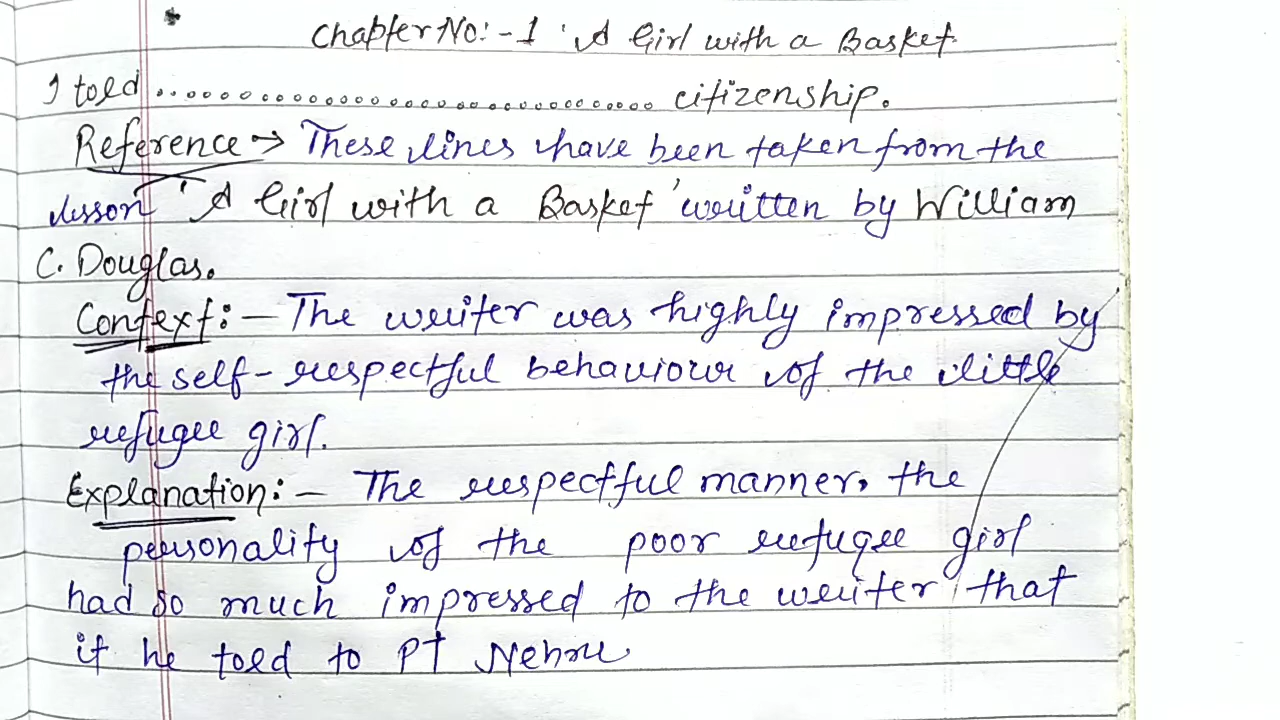 Chapter No:-1 'A Girl with a Basket
I told ................................... citizenship.
Reference → These lines have been taken from the
lesson 'A Girl with a Basket' written by William
C. Douglas.
Context:- The writer was highly impressed by
the self-respectful behaviour of the little
refugee girl.
Explanation:- The respectful manner, the
personality of the poor refugee girl
had so much impressed to the writer that
if he told to Pt Nehru